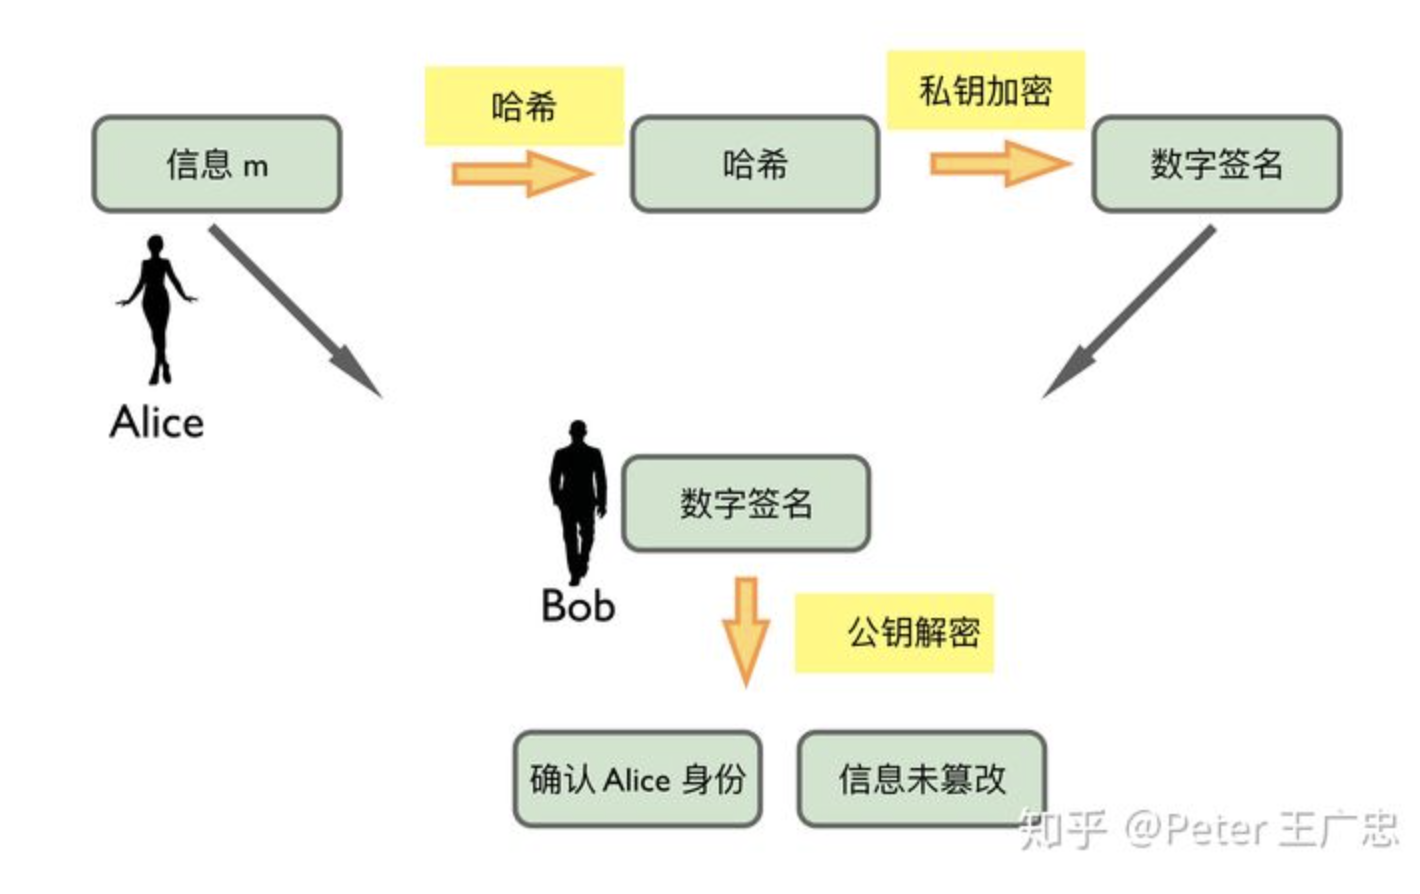 哈希
私钥加密
信息 m
哈希
数字签名
Alice
数字签名
Bob
公钥解密
确认 Alice 身份
信息未篡改
知乎 @Peter 王广忠